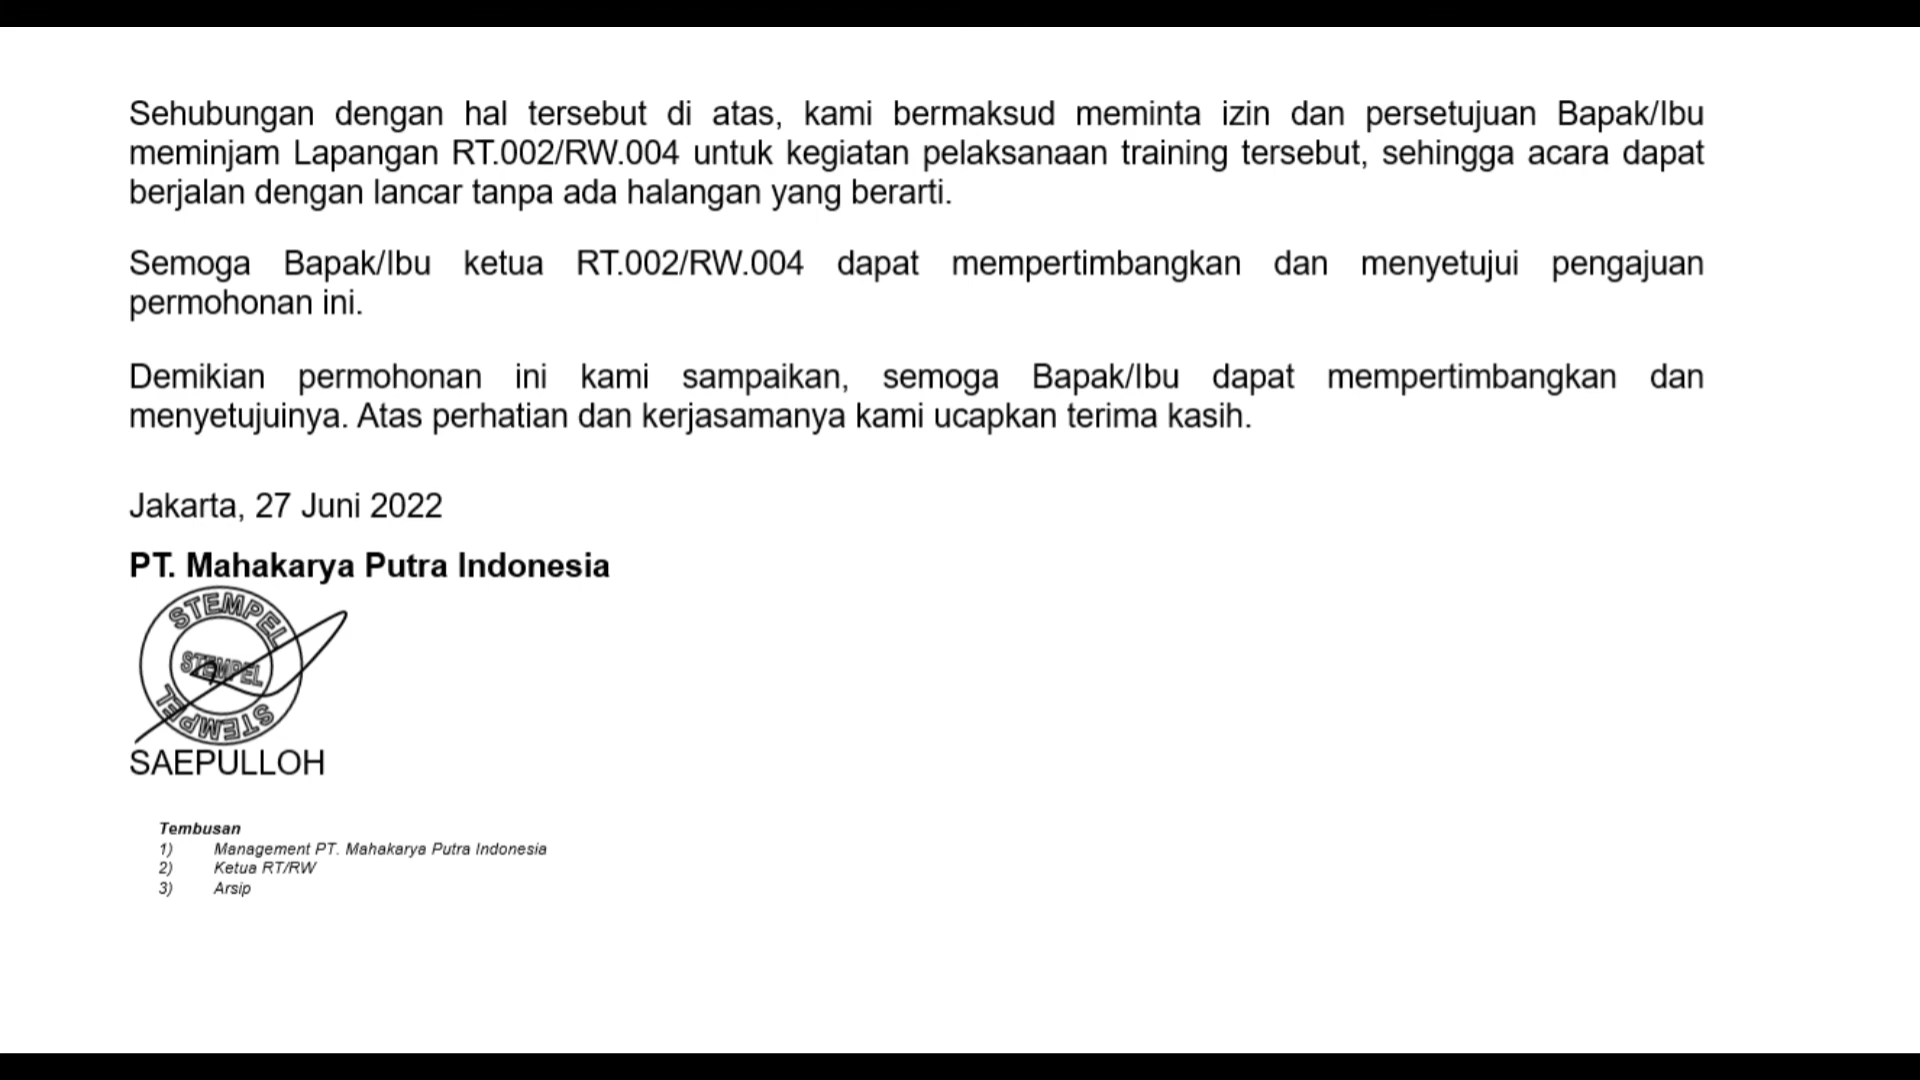 Sehubungan dengan hal tersebut di atas, kami bermaksud meminta izin dan persetujuan Bapak/Ibu
meminjam Lapangan RT.002/RW.004 untuk kegiatan pelaksanaan training tersebut, sehingga acara dapat
berjalan dengan lancar tanpa ada halangan yang berarti.
Semoga Bapak/Ibu ketua RT.002/RW.004 dapat mempertimbangkan dan menyetujui pengajuan
permohonan ini.
Demikian permohonan ini kami sampaikan, semoga Bapak/Ibu dapat mempertimbangkan dan
menyetujuinya. Atas perhatian dan kerjasamanya kami ucapkan terima kasih.
Jakarta, 27 Juni 2022
PT. Mahakarya Putra Indonesia
STEMPEL
STEMPEL
STEMPEL
SAEPULLOH
Tembusan
1) Management PT. Mahakarya Putra Indonesia
2) Ketua RT/RW
3) Arsip